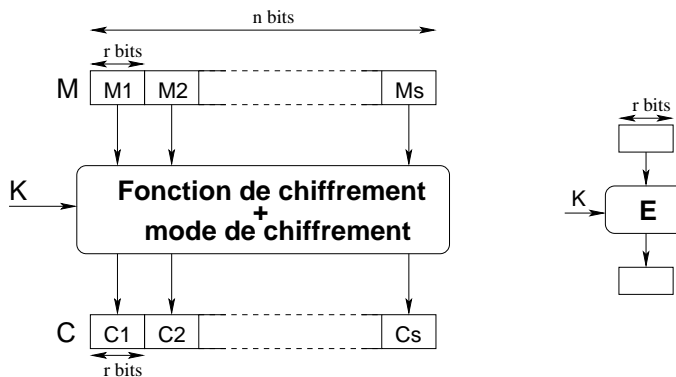 n bits
r bits
M M1 M2 Ms
K
Fonction de chiffrement
+
mode de chiffrement
C C1 C2 Cs
r bits
r bits
K
E